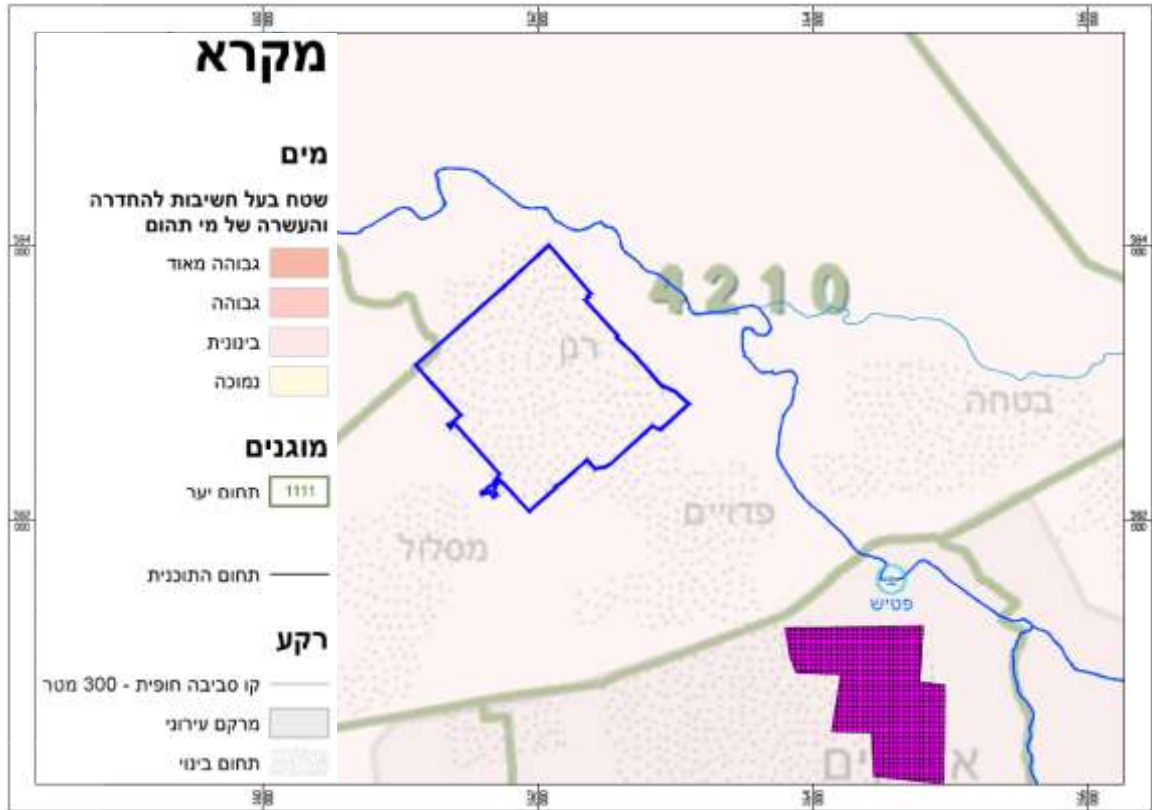 מקרא
מים
שטח בעל חשיבות להחדרה
והעשרה של מי תהום
גבוהה מאוד
גבוהה
בינונית
נמוכה
מוגנים
תחום יער
1111
תחום התוכנית
רקע
קו סביבה חופית - 300 מטר
מרקם עירוני
תחום בינוי
4210
רנן
בטחה
פדויים
מסלול
פטיש